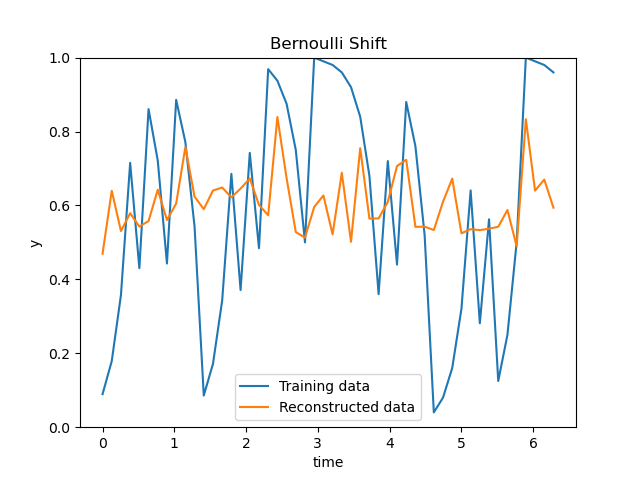 Bernoulli Shift
1.0
0.8
0.6
0.4
0.2
0.0
y
Training data
Reconstructed data
0 1 2 3 4 5 6
time